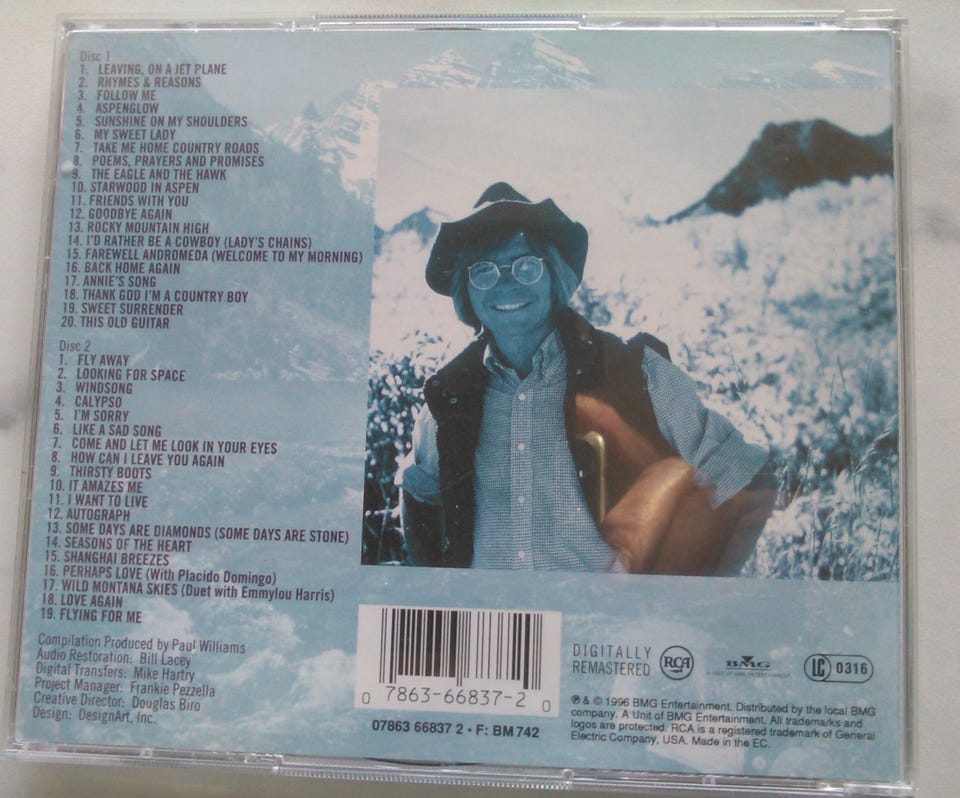 Disc 1
1. LEAVING, ON A JET PLANE
2. RHYMES & REASONS
3. FOLLOW ME
4. ASPENGLOW
5. SUNSHINE ON MY SHOULDERS
6. MY SWEET LADY
7. TAKE ME HOME COUNTRY ROADS
8. POEMS, PRAYERS AND PROMISES
9. THE EAGLE AND THE HAWK
10. STARWOOD IN ASPEN
11. FRIENDS WITH YOU
12. GOODBYE AGAIN
13. ROCKY MOUNTAIN HIGH
14. I'D RATHER BE A COWBOY (LADY'S CHAINS)
15. FAREWELL ANDROMEDA (WELCOME TO MY MORNING)
16. BACK HOME AGAIN
17. ANNIE'S SONG
18. THANK GOD I'M A COUNTRY BOY
19. SWEET SURRENDER
20. THIS OLD GUITAR
Disc 2
1. FLY AWAY
2. LOOKING FOR SPACE
3. WINDSONG
4. CALYPSO
5. I'M SORRY
6. LIKE A SAD SONG
7. COME AND LET ME LOOK IN YOUR EYES
8. HOW CAN I LEAVE YOU AGAIN
9. THIRSTY BOOTS
10. IT AMAZES ME
11. I WANT TO LIVE
12. AUTOGRAPH
13. SOME DAYS ARE DIAMONDS (SOME DAYS ARE STONE)
14. SEASONS OF THE HEART
15. SHANGHAI BREEZES
16. PERHAPS LOVE (With Placido Domingo)
17. WILD MONTANA SKIES (Duet with Emmylou Harris)
18. LOVE AGAIN
19. FLYING FOR ME
Compilation Produced by Paul Williams
Audio Restoration: Bill Lacey
Digital Transfers: Mike Hartry
Project Manager: Frankie Pezzella
Creative Director: Douglas Biro
Design: DesignArt, Inc.
0 7863-66837-2 0
07863 66837 2 • F: BM 742
DIGITALLY
REMASTERED
RCA
BMG
A UNIT OF BMG ENTERTAINMENT
LC 0316
℗ & © 1996 BMG Entertainment. Distributed by the local BMG
company. A Unit of BMG Entertainment. All trademarks and
logos are protected. RCA is a registered trademark of General
Electric Company, USA. Made in the EC.